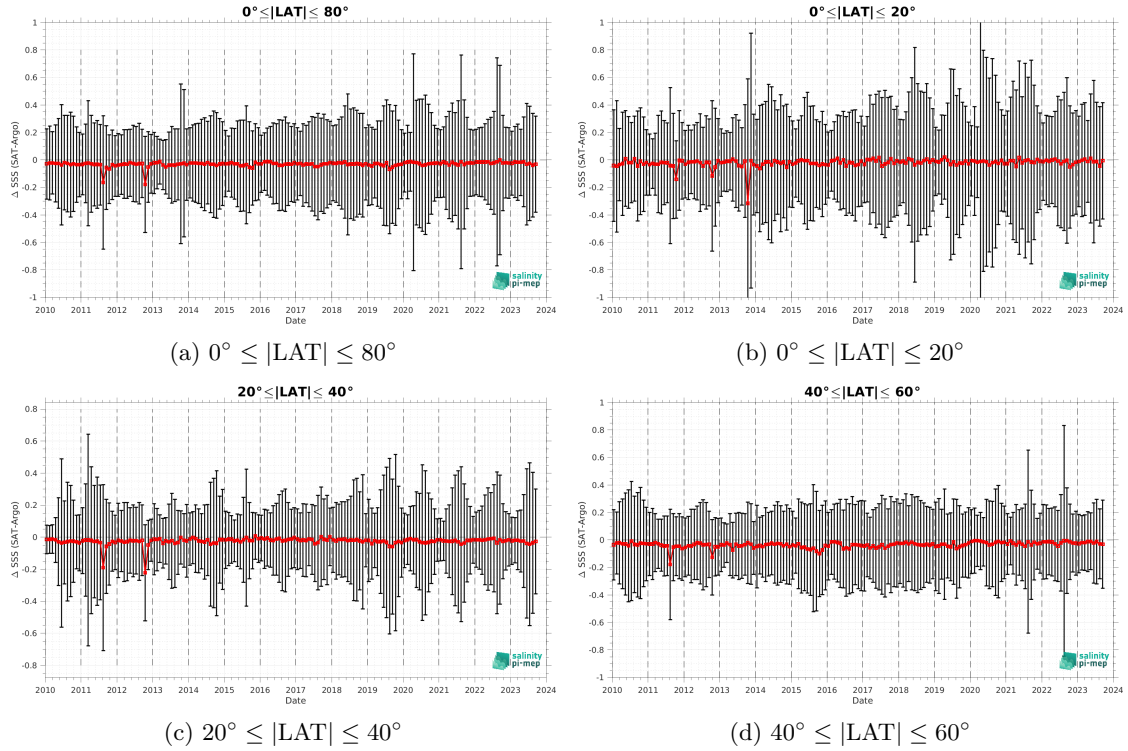 0°≤|LAT|≤ 80°
Δ SSS (SAT-Argo)
1
0.8
0.6
0.4
0.2
0
-0.2
-0.4
-0.6
-0.8
-1
2010 2011 2012 2013 2014 2015 2016 2017 2018 2019 2020 2021 2022 2023 2024
Date
salinity
pi-mep
(a) 0° ≤ |LAT| ≤ 80°
0°≤|LAT|≤ 20°
Δ SSS (SAT-Argo)
1
0.8
0.6
0.4
0.2
0
-0.2
-0.4
-0.6
-0.8
-1
2010 2011 2012 2013 2014 2015 2016 2017 2018 2019 2020 2021 2022 2023 2024
Date
salinity
pi-mep
(b) 0° ≤ |LAT| ≤ 20°
20°≤|LAT|≤ 40°
Δ SSS (SAT-Argo)
0.8
0.6
0.4
0.2
0
-0.2
-0.4
-0.6
-0.8
2010 2011 2012 2013 2014 2015 2016 2017 2018 2019 2020 2021 2022 2023 2024
Date
salinity
pi-mep
(c) 20° ≤ |LAT| ≤ 40°
40°≤|LAT|≤ 60°
Δ SSS (SAT-Argo)
1
0.8
0.6
0.4
0.2
0
-0.2
-0.4
-0.6
-0.8
-1
2010 2011 2012 2013 2014 2015 2016 2017 2018 2019 2020 2021 2022 2023 2024
Date
salinity
pi-mep
(d) 40° ≤ |LAT| ≤ 60°